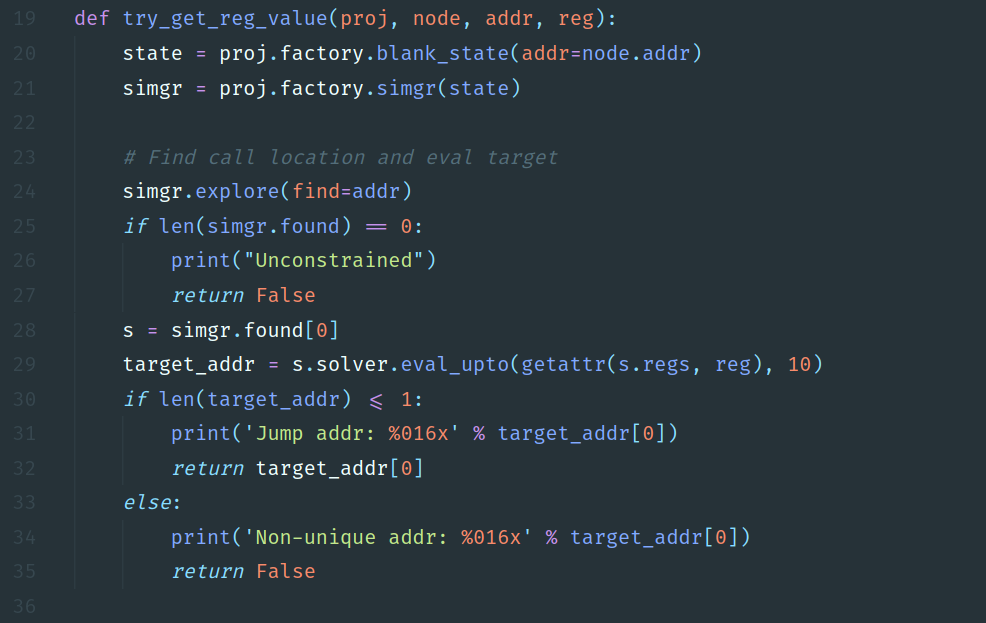 19 def try_get_reg_value(proj, node, addr, reg):
20     state = proj.factory.blank_state(addr=node.addr)
21     simgr = proj.factory.simgr(state)
22
23     # Find call location and eval target
24     simgr.explore(find=addr)
25     if len(simgr.found) == 0:
26         print("Unconstrained")
27         return False
28     s = simgr.found[0]
29     target_addr = s.solver.eval_upto(getattr(s.regs, reg), 10)
30     if len(target_addr) <= 1:
31         print('Jump addr: %016x' % target_addr[0])
32         return target_addr[0]
33     else:
34         print('Non-unique addr: %016x' % target_addr[0])
35         return False
36